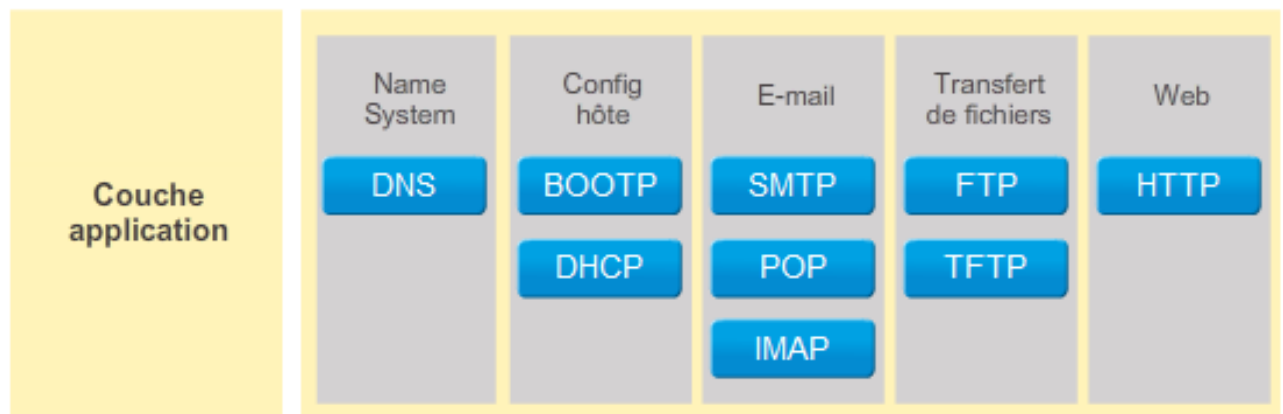 Couche
application
Name
System
DNS
Config
hôte
BOOTP
DHCP
E-mail
SMTP
POP
IMAP
Transfert
de fichiers
FTP
TFTP
Web
HTTP